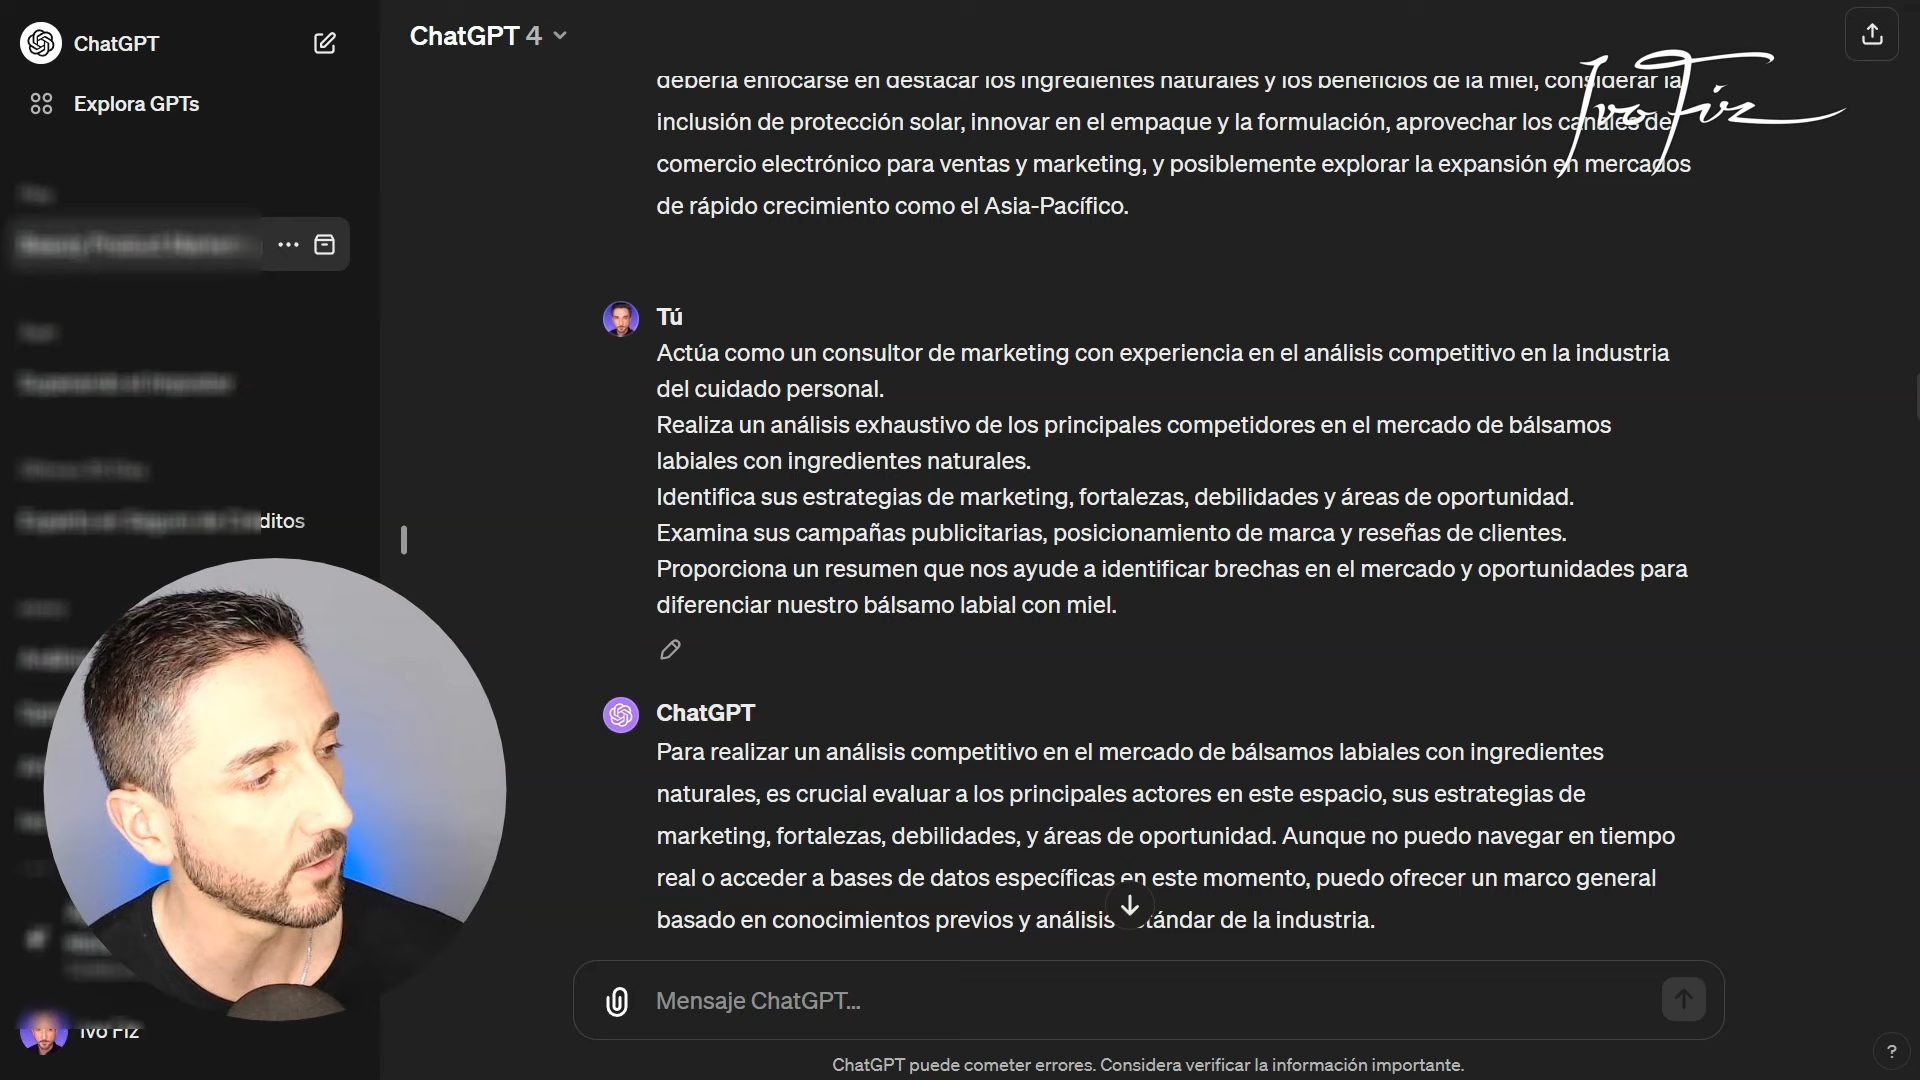 ChatGPT
Explora GPTs
ditos
Ivo Fiz
ChatGPT 4
Ivo Fiz
debería enfocarse en destacar los ingredientes naturales y los beneficios de la miel, considerar la
inclusión de protección solar, innovar en el empaque y la formulación, aprovechar los canales de
comercio electrónico para ventas y marketing, y posiblemente explorar la expansión en mercados
de rápido crecimiento como el Asia-Pacífico.
Tú
Actúa como un consultor de marketing con experiencia en el análisis competitivo en la industria
del cuidado personal.
Realiza un análisis exhaustivo de los principales competidores en el mercado de bálsamos
labiales con ingredientes naturales.
Identifica sus estrategias de marketing, fortalezas, debilidades y áreas de oportunidad.
Examina sus campañas publicitarias, posicionamiento de marca y reseñas de clientes.
Proporciona un resumen que nos ayude a identificar brechas en el mercado y oportunidades para
diferenciar nuestro bálsamo labial con miel.
ChatGPT
Para realizar un análisis competitivo en el mercado de bálsamos labiales con ingredientes
naturales, es crucial evaluar a los principales actores en este espacio, sus estrategias de
marketing, fortalezas, debilidades, y áreas de oportunidad. Aunque no puedo navegar en tiempo
real o acceder a bases de datos específicas en este momento, puedo ofrecer un marco general
basado en conocimientos previos y análisis estándar de la industria.
Mensaje ChatGPT...
ChatGPT puede cometer errores. Considera verificar la información importante.
?